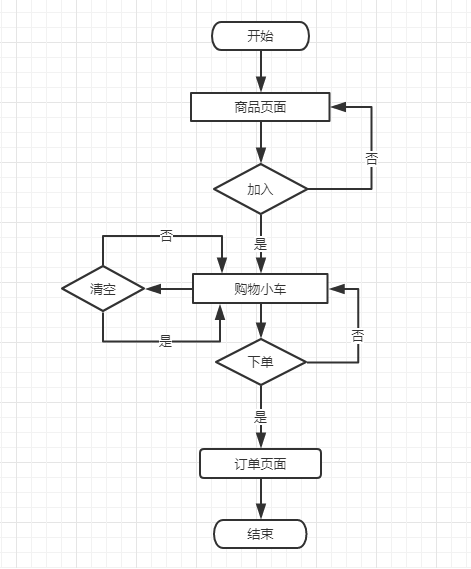 开始
商品页面
否
加入
是
否
清空
购物小车
是
否
下单
是
订单页面
结束